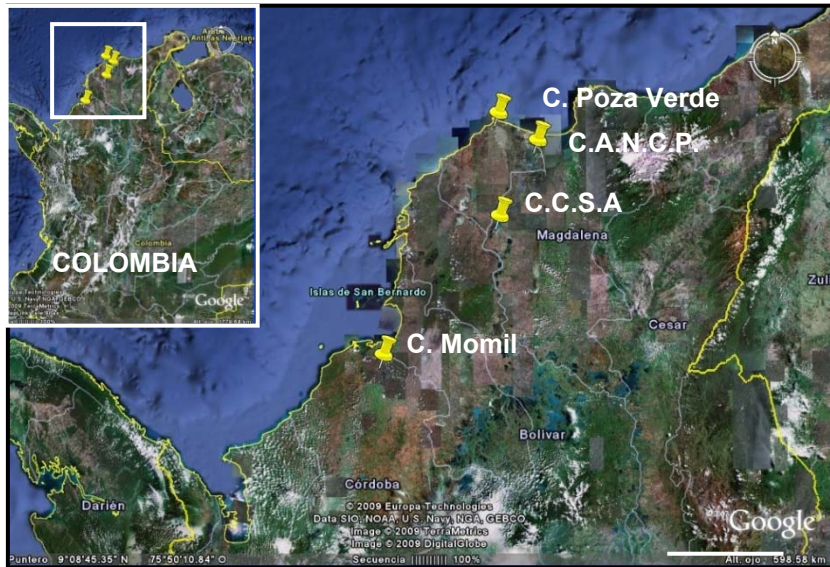 Colombia
COLOMBIA
Google
C. Poza Verde
C.A.N.C.P.
C.C.S.A
Magdalena
Islas de San Bernardo
Cesar
C. Momil
Bolivar
Córdoba
Darién
© 2009 Europa Technologies
Data SIO, NOAA, U.S. Navy, NGA, GEBCO
Image © 2009 TerraMetrics
Image © 2009 DigitalGlobe
Google
Puntero 9°08'45.35" N 75°50'10.84" O
Secuencia 100%
Alt. ojo 598.58 km